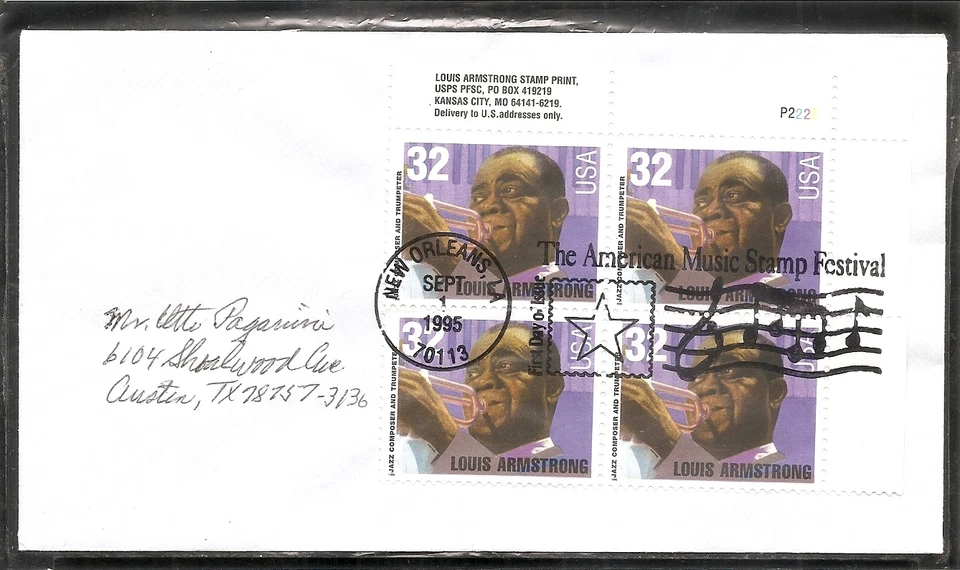 LOUIS ARMSTRONG STAMP PRINT,
USPS PFSC, PO BOX 419219
KANSAS CITY, MO 64141-6219.
Delivery to U.S. addresses only.
P222
32
USA
JAZZ COMPOSER AND TRUMPETER
LOUIS ARMSTRONG
32
USA
JAZZ COMPOSER AND TRUMPETER
LOUIS ARMSTRONG
NEW ORLEANS, LA
SEPT
1
1995
70113
The American Music Stamp Festival
First Day of Issue
Mr. Otto Paganini
6104 Shoalwood Ave
Austin, TX 78757-3136
32
USA
JAZZ COMPOSER AND TRUMPETER
LOUIS ARMSTRONG
32
USA
JAZZ COMPOSER AND TRUMPETER
LOUIS ARMSTRONG